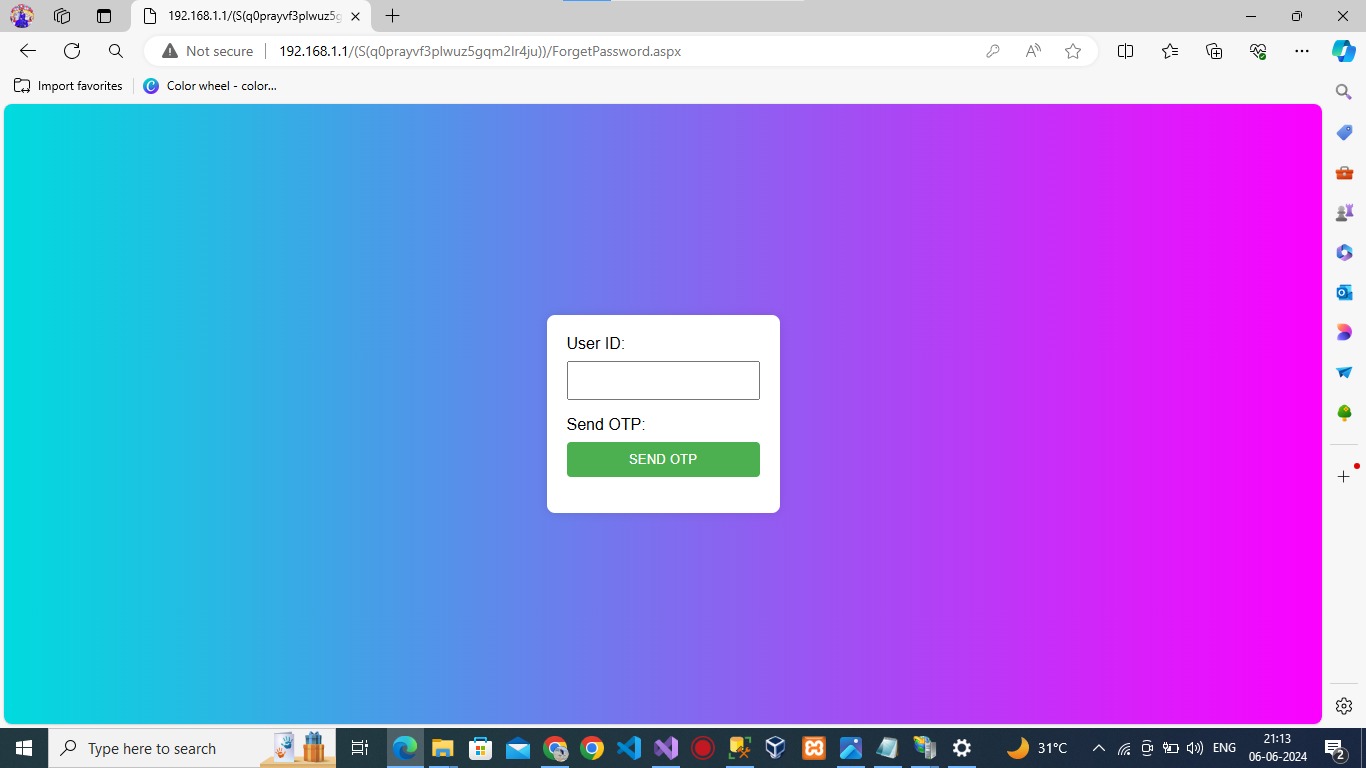 192.168.1.1/(S(q0prayvf3plwuz5g
Not secure
192.168.1.1/(S(q0prayvf3plwuz5gqm2lr4ju))/ForgetPassword.aspx
Import favorites
Color wheel - color...
User ID:
Send OTP:
SEND OTP
Type here to search
31°C
ENG
21:13
06-06-2024
2